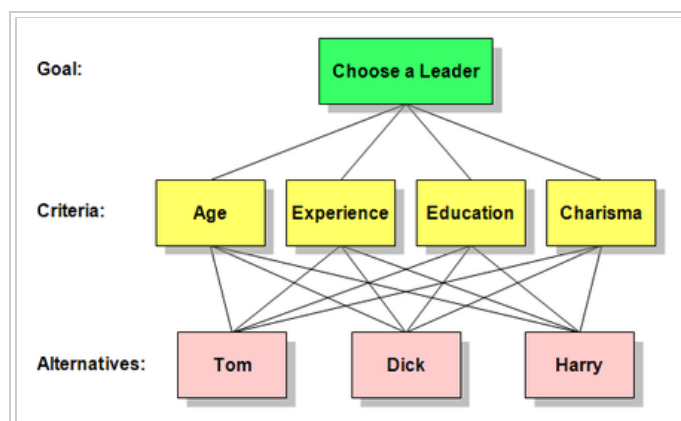 Goal:
Choose a Leader
Criteria:
Age
Experience
Education
Charisma
Alternatives:
Tom
Dick
Harry